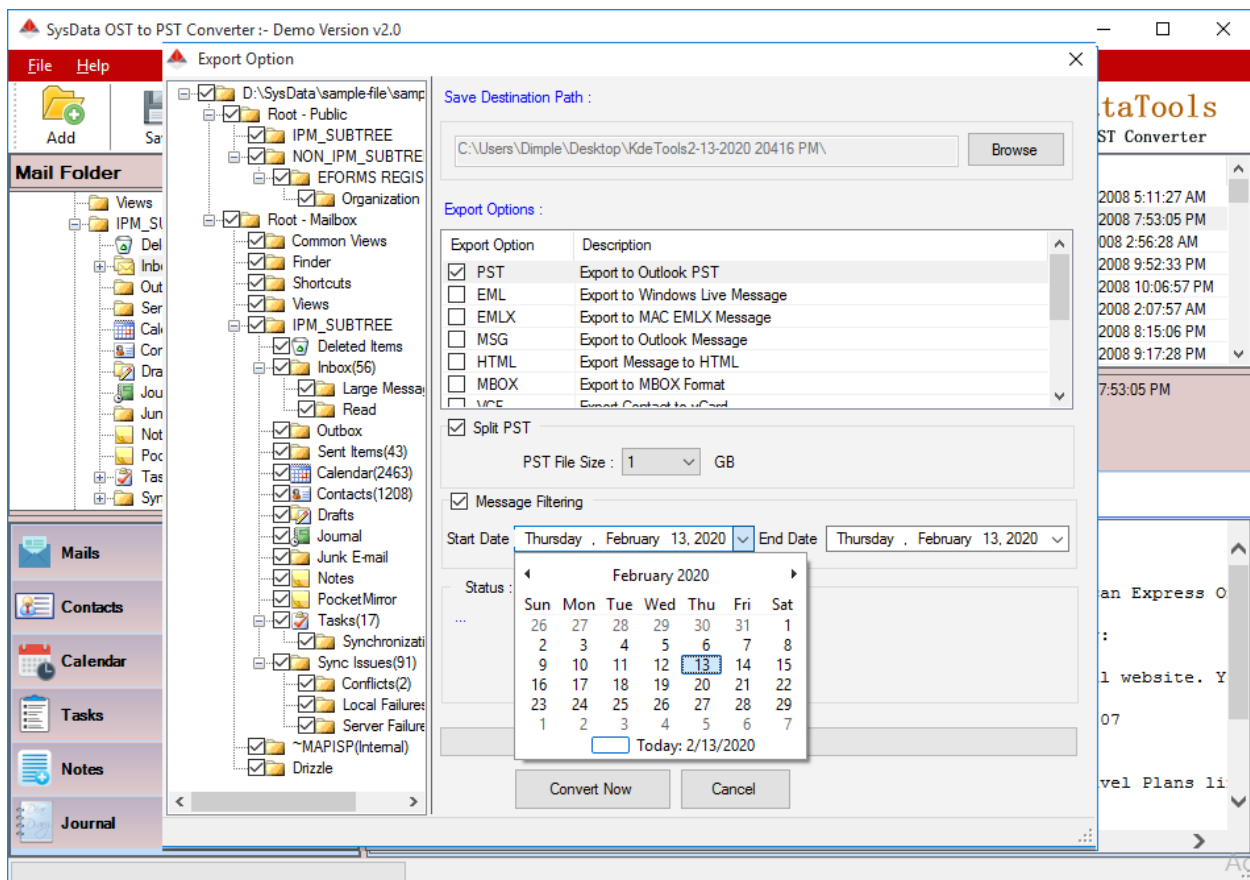 SysData OST to PST Converter :- Demo Version v2.0
File Help
Add
Mail Folder
Views
Mails
Contacts
Calendar
Tasks
Notes
Journal
Export Option
D:\SysData\sample-file\samp
Root - Public
IPM_SUBTREE
NON_IPM_SUBTRE
EFORMS REGIS
Organization
Root - Mailbox
Common Views
Finder
Shortcuts
Views
IPM_SUBTREE
Deleted Items
Inbox(56)
Large Messa
Read
Outbox
Sent Items(43)
Calendar(2463)
Contacts(1208)
Drafts
Journal
Junk E-mail
Notes
PocketMirror
Tasks(17)
Synchronizati
Sync Issues(91)
Conflicts(2)
Local Failures
Server Failure
~MAPISP(Internal)
Drizzle
Save Destination Path :
C:\Users\Dimple\Desktop\KdeTools2-13-2020 20416 PM\
Browse
Export Options :
Export Option Description
PST Export to Outlook PST
EML Export to Windows Live Message
EMLX Export to MAC EMLX Message
MSG Export to Outlook Message
HTML Export Message to HTML
MBOX Export to MBOX Format
VCF Export Contact to vCard
Split PST
PST File Size : 1 GB
Message Filtering
Start Date Thursday , February 13, 2020 End Date Thursday , February 13, 2020
Status :
...
February 2020
Sun Mon Tue Wed Thu Fri Sat
26 27 28 29 30 31 1
2 3 4 5 6 7 8
9 10 11 12 13 14 15
16 17 18 19 20 21 22
23 24 25 26 27 28 29
1 2 3 4 5 6 7
Today: 2/13/2020
Convert Now Cancel
taTools
ST Converter
2008 5:11:27 AM
2008 7:53:05 PM
008 2:56:28 AM
2008 9:52:33 PM
2008 10:06:57 PM
2008 2:07:57 AM
2008 8:15:06 PM
2008 9:17:28 PM
7:53:05 PM
an Express O
:
l website. Y
07
vel Plans li